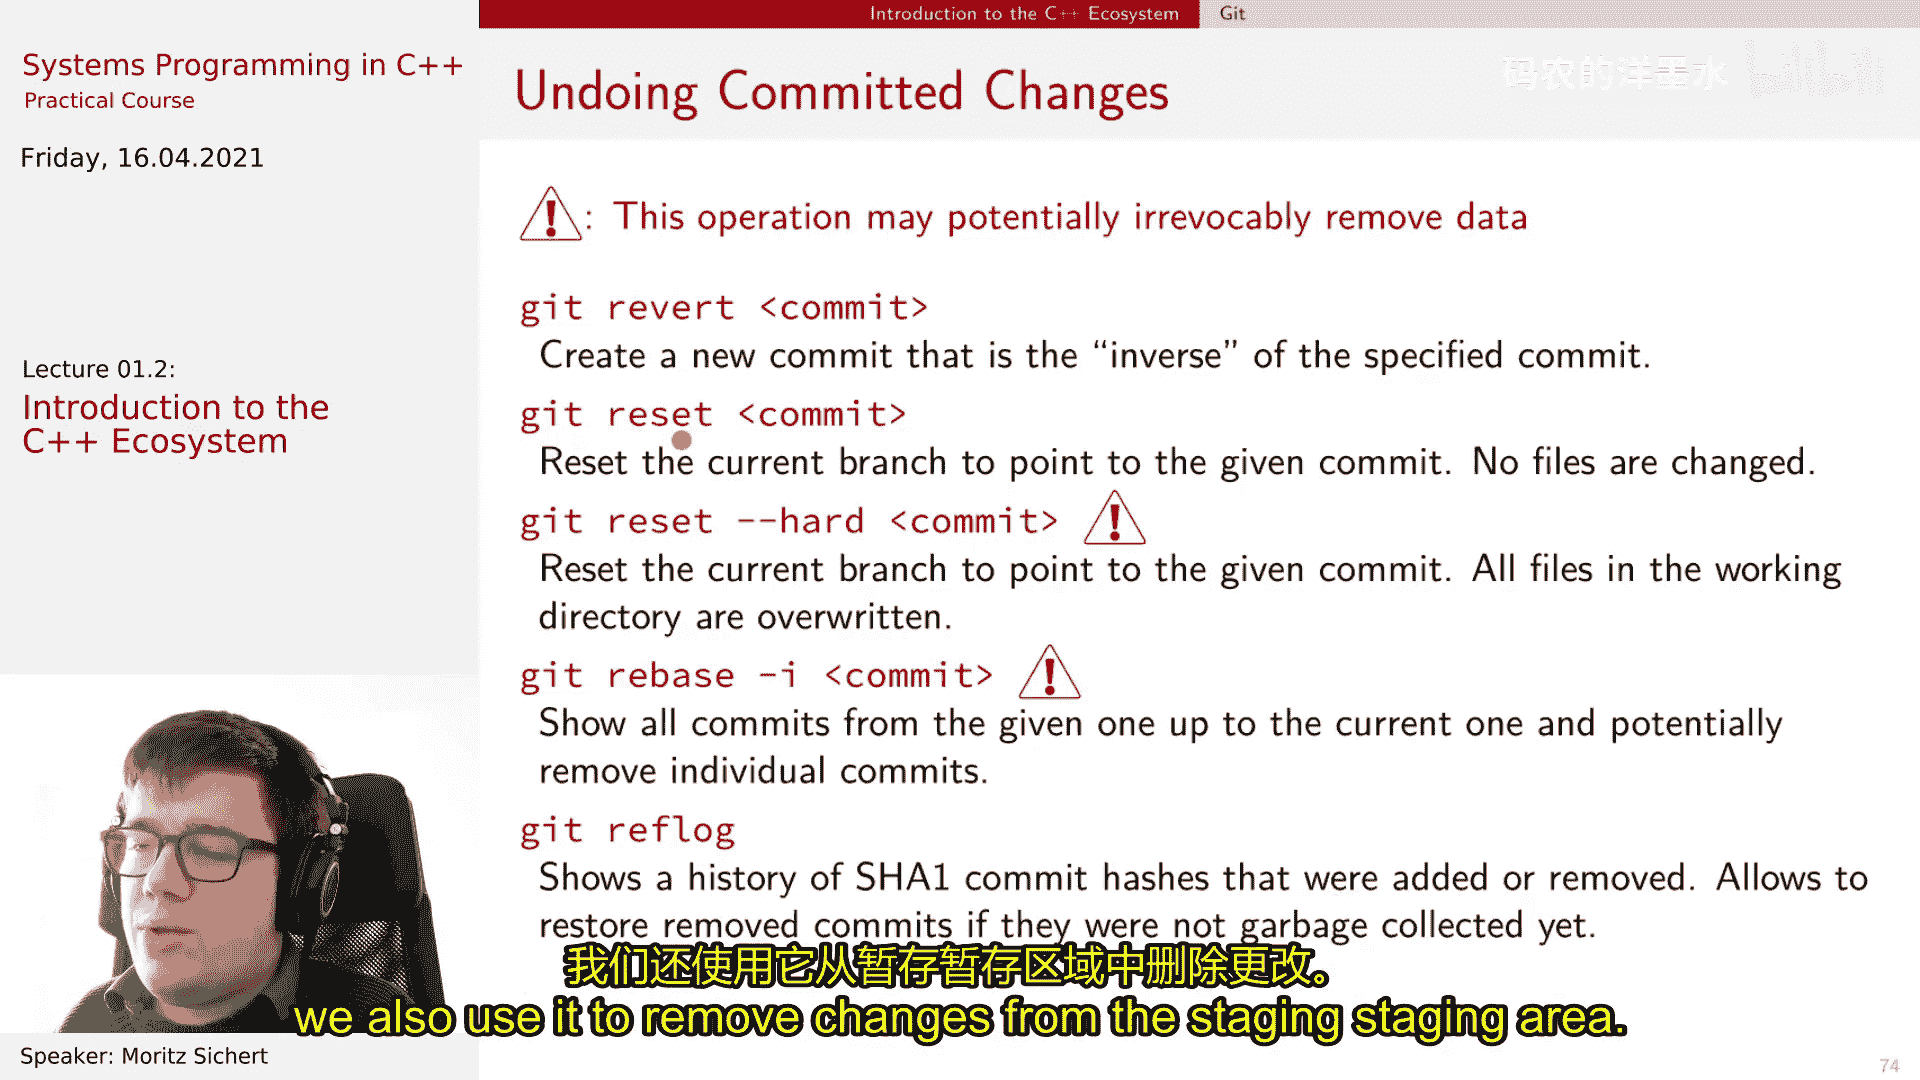 Introduction to the C++ Ecosystem
Git
Systems Programming in C++
Practical Course
Friday, 16.04.2021
Lecture 01.2:
Introduction to the
C++ Ecosystem
Undoing Committed Changes
码农的洋墨水
: This operation may potentially irrevocably remove data
git revert <commit>
Create a new commit that is the “inverse” of the specified commit.
git reset <commit>
Reset the current branch to point to the given commit. No files are changed.
git reset --hard <commit>
Reset the current branch to point to the given commit. All files in the working
directory are overwritten.
git rebase -i <commit>
Show all commits from the given one up to the current one and potentially
remove individual commits.
git reflog
Shows a history of SHA1 commit hashes that were added or removed. Allows to
restore removed commits if they were not garbage collected yet.
我们还使用它从暂存暂存区域中删除更改。
we also use it to remove changes from the staging staging area.
Speaker: Moritz Sichert
74